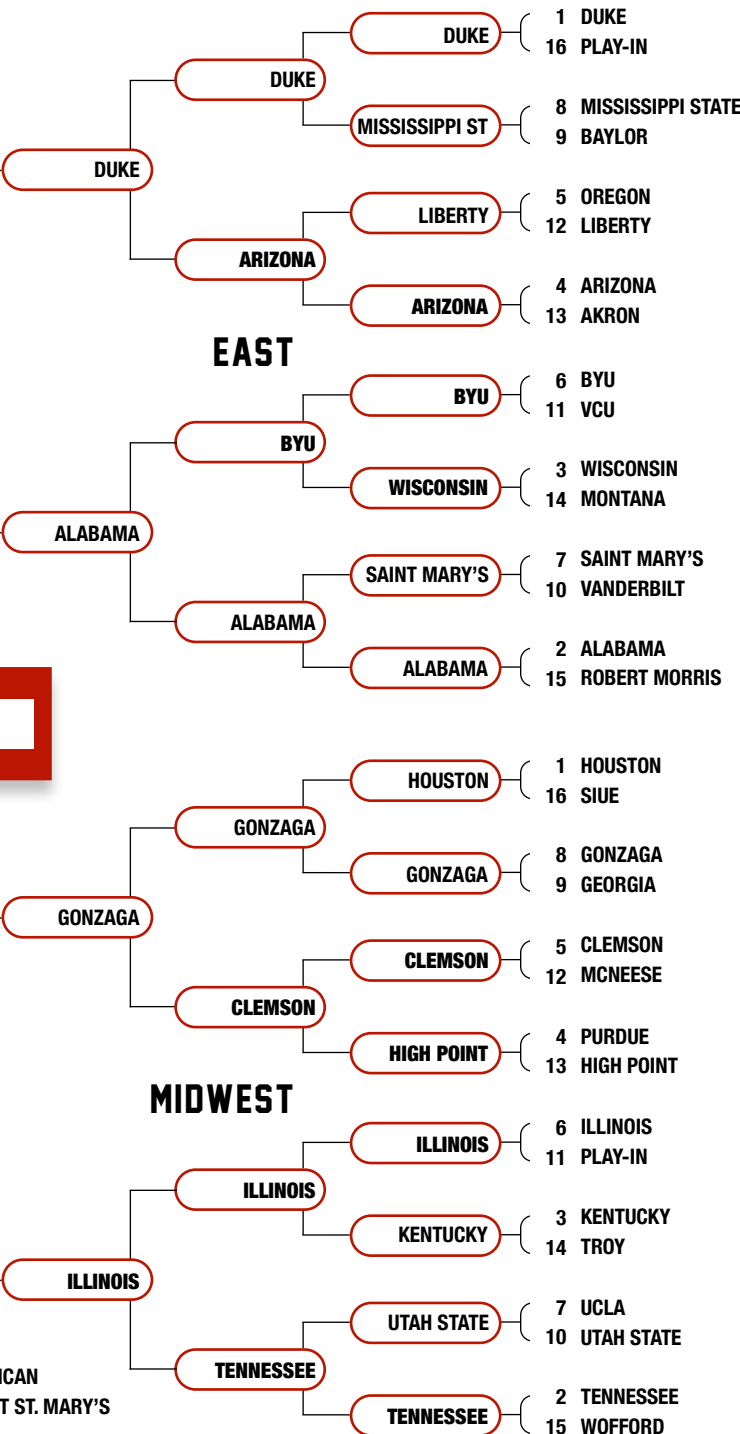 1 DUKE
16 PLAY-IN
DUKE
DUKE
8 MISSISSIPPI STATE
9 BAYLOR
MISSISSIPPI ST
DUKE
5 OREGON
12 LIBERTY
LIBERTY
ARIZONA
4 ARIZONA
13 AKRON
ARIZONA
EAST
6 BYU
11 VCU
BYU
BYU
3 WISCONSIN
14 MONTANA
WISCONSIN
ALABAMA
7 SAINT MARY'S
10 VANDERBILT
SAINT MARY'S
ALABAMA
2 ALABAMA
15 ROBERT MORRIS
ALABAMA
1 HOUSTON
16 SIUE
HOUSTON
GONZAGA
8 GONZAGA
9 GEORGIA
GONZAGA
GONZAGA
5 CLEMSON
12 MCNEESE
CLEMSON
CLEMSON
4 PURDUE
13 HIGH POINT
HIGH POINT
MIDWEST
6 ILLINOIS
11 PLAY-IN
ILLINOIS
ILLINOIS
3 KENTUCKY
14 TROY
KENTUCKY
ILLINOIS
7 UCLA
10 UTAH STATE
UTAH STATE
TENNESSEE
2 TENNESSEE
15 WOFFORD
TENNESSEE
ICAN
T ST. MARY'S